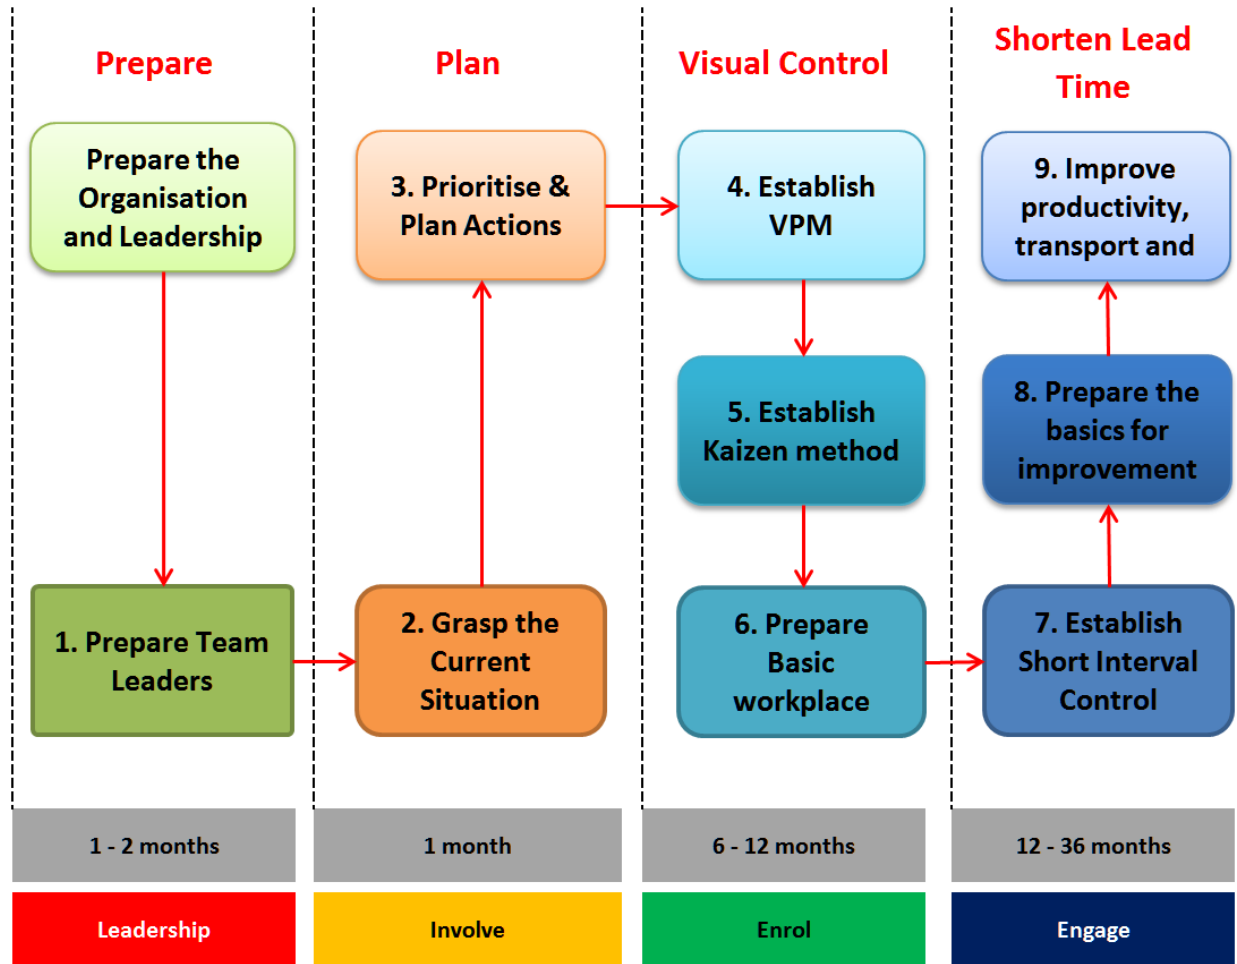 Prepare
Plan
Visual Control
Shorten Lead
Time
Prepare the
Organisation
and Leadership
3. Prioritise &
Plan Actions
4. Establish
VPM
9. Improve
productivity,
transport and
5. Establish
Kaizen method
8. Prepare the
basics for
improvement
1. Prepare Team
Leaders
2. Grasp the
Current
Situation
6. Prepare
Basic
workplace
7. Establish
Short Interval
Control
1 - 2 months
1 month
6 - 12 months
12 - 36 months
Leadership
Involve
Enrol
Engage